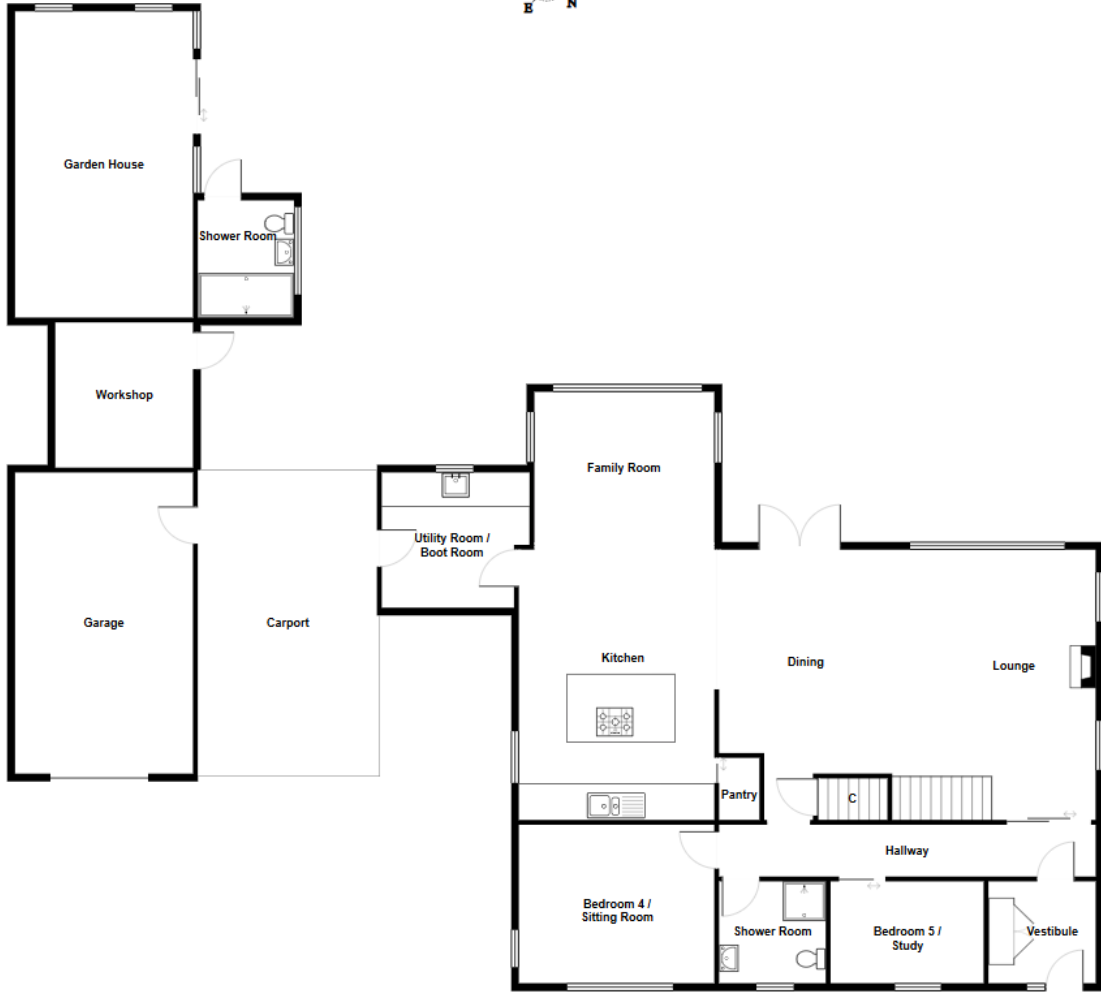 E N
Garden House
Shower Room
Workshop
Family Room
Utility Room /
Boot Room
Garage
Carport
Kitchen
Dining
Lounge
Pantry
C
Hallway
Bedroom 4 /
Sitting Room
Shower Room
Bedroom 5 /
Study
Vestibule